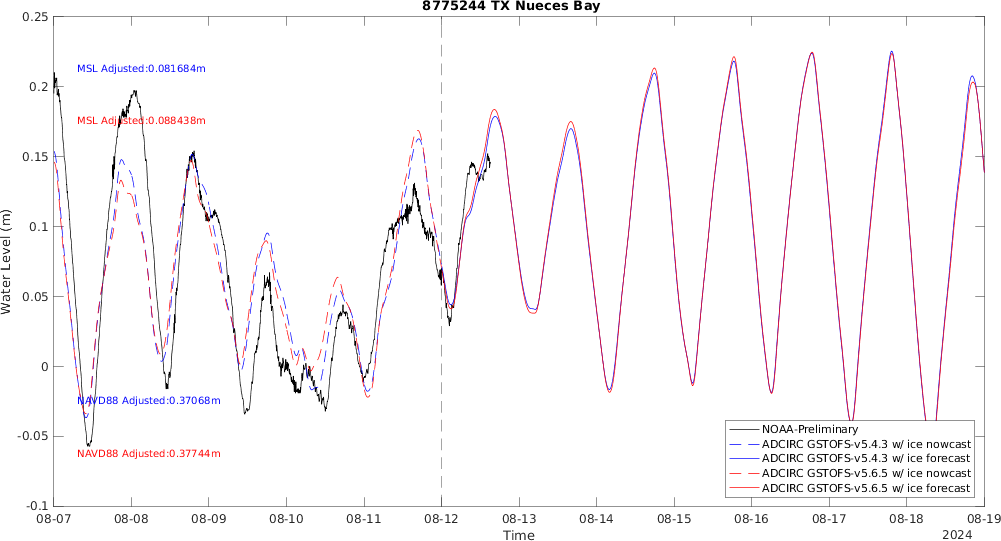 8775244 TX Nueces Bay
0.25
0.2
0.15
0.1
0.05
0
-0.05
-0.1
Water Level (m)
MSL Adjusted:0.081684m
MSL Adjusted:0.088438m
NAVD88 Adjusted:0.37068m
NAVD88 Adjusted:0.37744m
NOAA-Preliminary
ADCIRC GSTOFS-v5.4.3 w/ ice nowcast
ADCIRC GSTOFS-v5.4.3 w/ ice forecast
ADCIRC GSTOFS-v5.6.5 w/ ice nowcast
ADCIRC GSTOFS-v5.6.5 w/ ice forecast
08-07 08-08 08-09 08-10 08-11 08-12 08-13 08-14 08-15 08-16 08-17 08-18 08-19
Time
2024